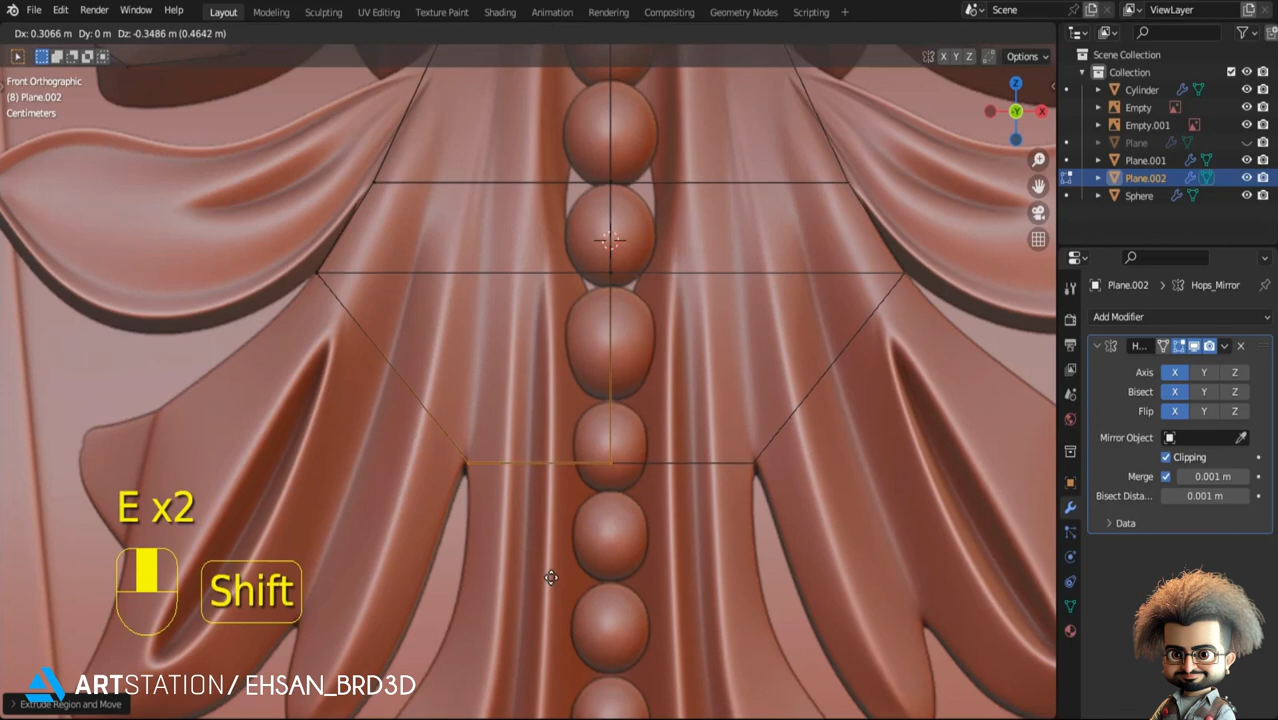 File Edit Render Window Help Layout Modeling Sculpting UV Editing Texture Paint Shading Animation Rendering Compositing Geometry Nodes Scripting + Scene ViewLayer
Dx: 0.3066 m Dy: 0 m Dz: -0.3486 m (0.4642 m)
X Y Z Options
Front Orthographic
(8) Plane.002
Centimeters
Z
Y X
Scene Collection
Collection
Cylinder
Empty
Empty.001
Plane
Plane.001
Plane.002
Sphere
Plane.002 > Hops_Mirror
Add Modifier
H...
Axis X Y Z
Bisect X Y Z
Flip X Y Z
Mirror Object
Clipping
Merge 0.001 m
Bisect Dista... 0.001 m
Data
E x2
Shift
ARTSTATION / EHSAN_BRD3D
Extrude Region and Move